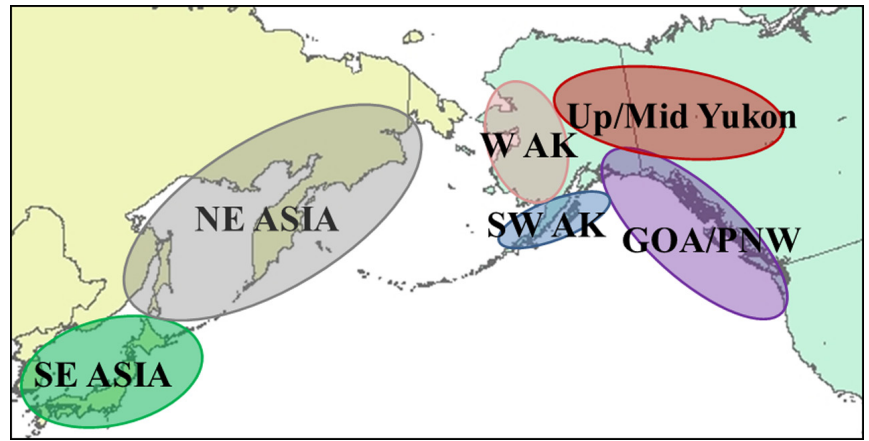 Up/Mid Yukon
W AK
NE ASIA
SW AK
GOA/PNW
SE ASIA